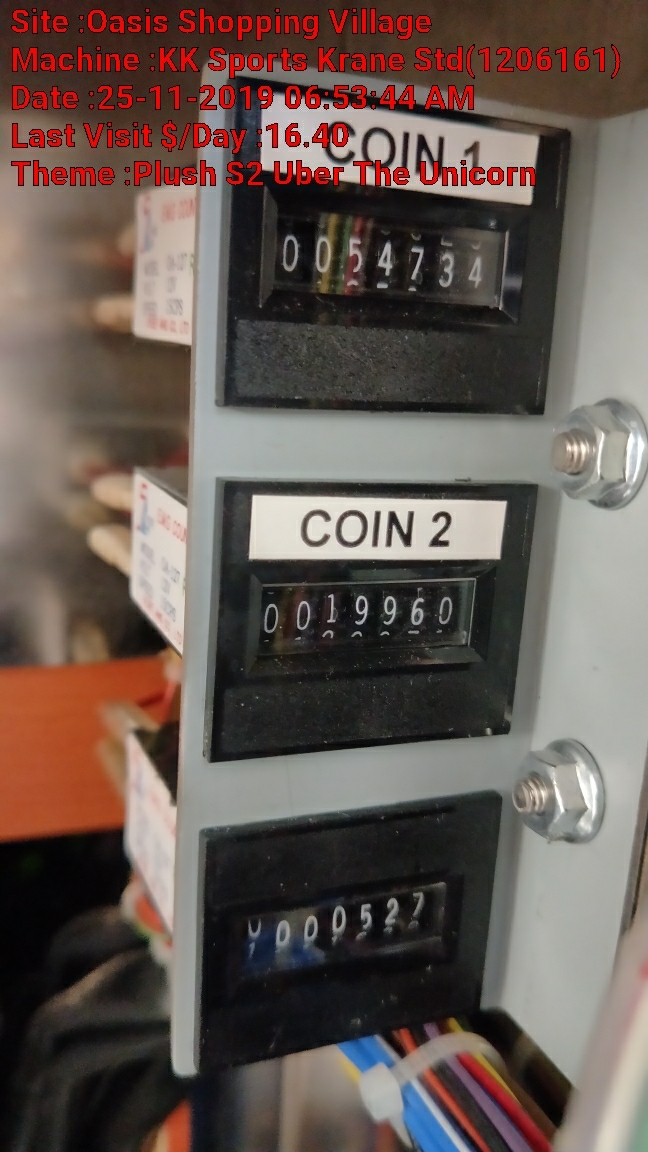 Site :Oasis Shopping Village
Machine :KK Sports Krane Std(1206161)
Date :25-11-2019 06:53:44 AM
Last Visit $/Day :16.40
Theme :Plush S2 Uber The Unicorn
COIN 1
0054734
COIN 2
0019960
000527